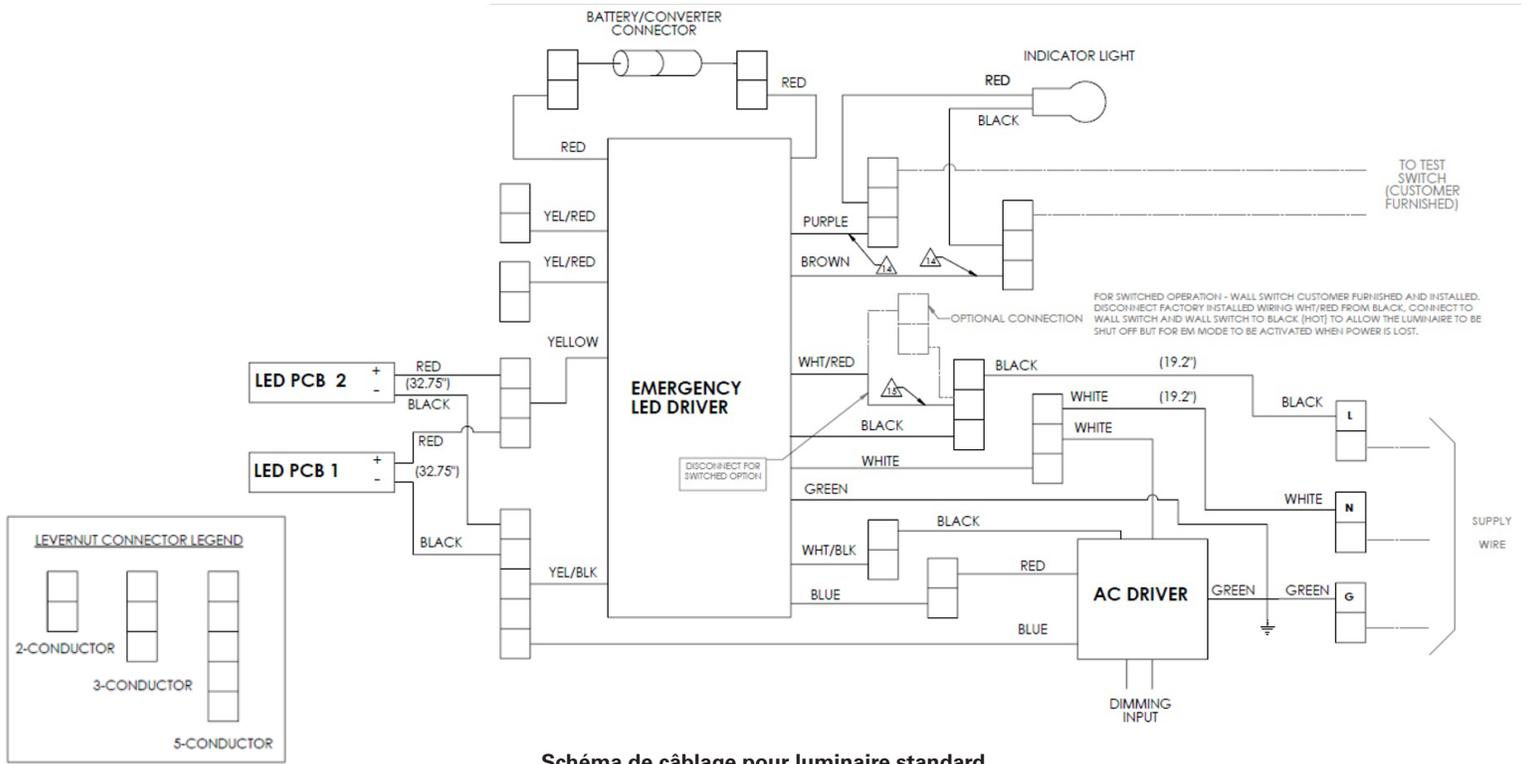 BATTERY/CONVERTER
CONNECTOR
INDICATOR LIGHT
RED
RED
BLACK
RED
TO TEST
SWITCH
(CUSTOMER
FURNISHED)
YEL/RED
PURPLE
YEL/RED
BROWN
14
14
FOR SWITCHED OPERATION - WALL SWITCH CUSTOMER FURNISHED AND INSTALLED.
DISCONNECT FACTORY INSTALLED WIRING WHT/RED FROM BLACK, CONNECT TO
WALL SWITCH AND WALL SWITCH TO BLACK (HOT) TO ALLOW THE LUMINAIRE TO BE
SHUT OFF BUT FOR EM MODE TO BE ACTIVATED WHEN POWER IS LOST.
OPTIONAL CONNECTION
YELLOW
WHT/RED
BLACK
(19.2")
LED PCB 2
+
-
RED
(32.75")
BLACK
EMERGENCY
LED DRIVER
15
WHITE
(19.2")
BLACK
L
BLACK
WHITE
RED
LED PCB 1
+
-
(32.75")
DISCONNECT FOR
SWITCHED OPTION
WHITE
GREEN
WHITE
N
SUPPLY
WIRE
BLACK
BLACK
WHT/BLK
YEL/BLK
RED
BLUE
AC DRIVER
GREEN
GREEN
G
BLUE
DIMMING
INPUT
LEVERNUT CONNECTOR LEGEND
2-CONDUCTOR
3-CONDUCTOR
5-CONDUCTOR
Schéma de câblage pour luminaire standard